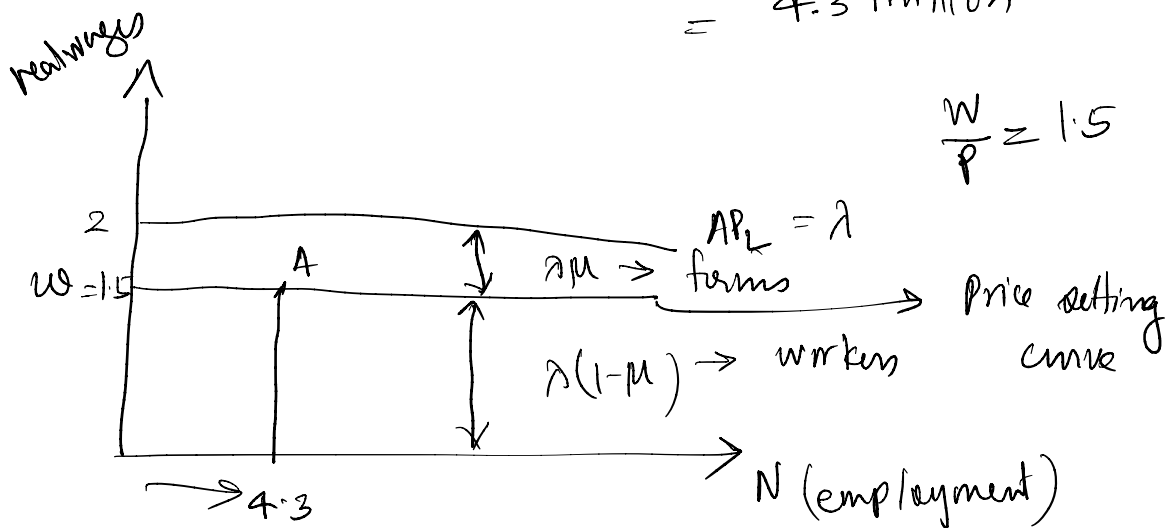 = 4.3 million
real wages
W/P = 1.5
2
AP_L = λ
A
λμ → firms
w = 1.5
Price setting curve
λ(1-μ) → workers
4.3
N (employment)